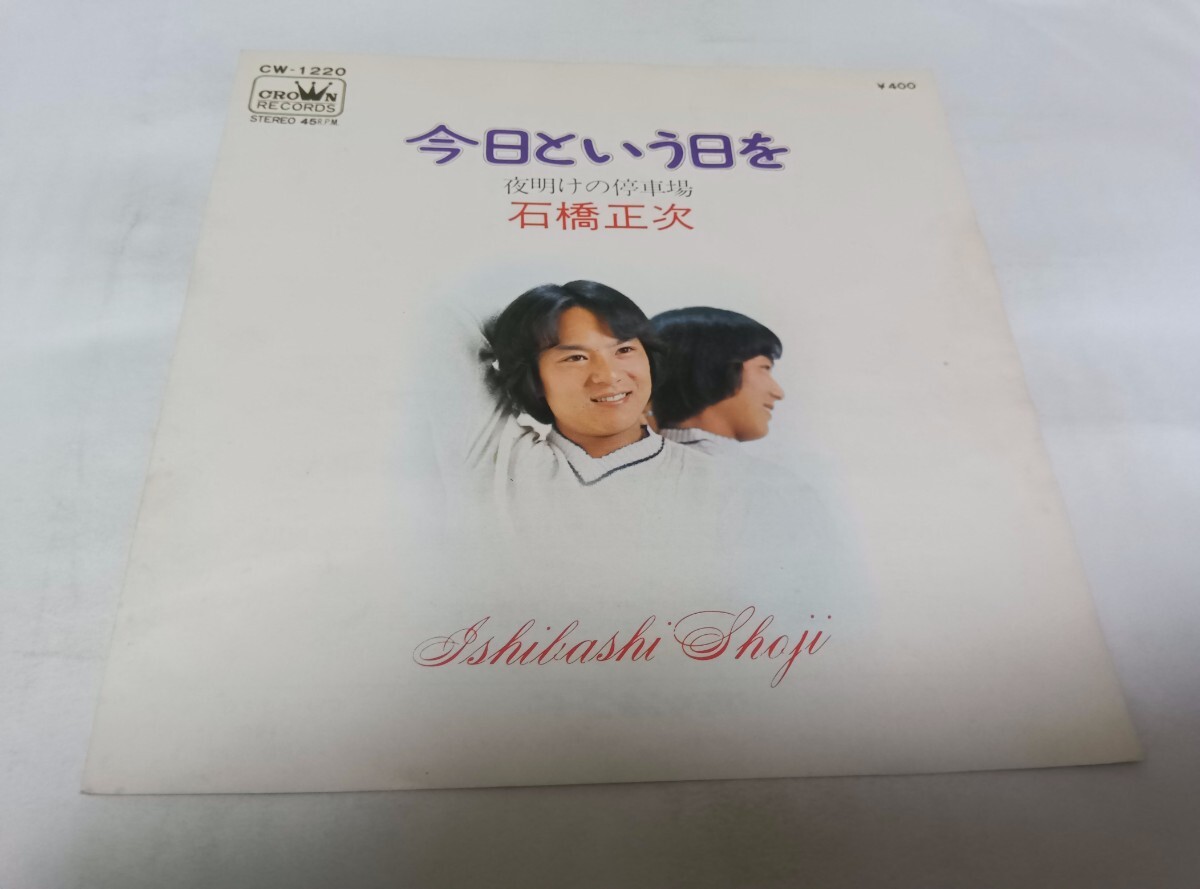 CW-1220
CROWN
RECORDS
STEREO 45RPM
¥400
今日という日を
夜明けの停車場
石橋正次
Ishibashi Shoji